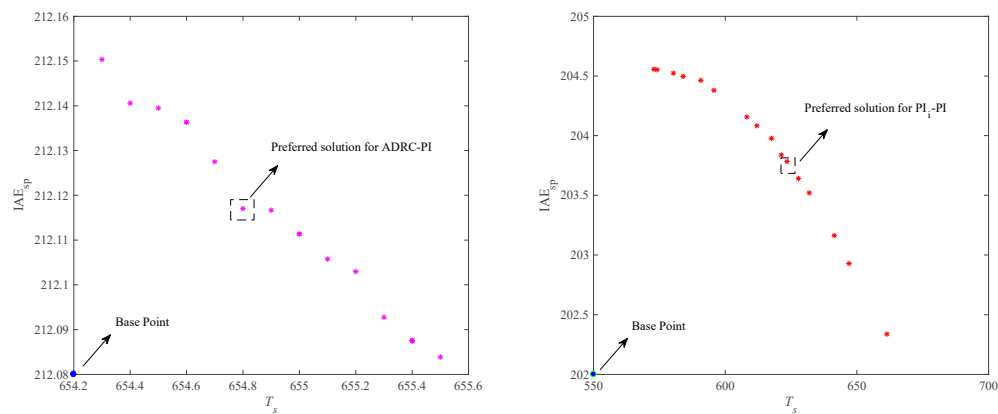 212.16
212.15
212.14
212.13
212.12
212.11
212.1
212.09
212.08
IAE_sp
Preferred solution for ADRC-PI
Base Point
654.2 654.4 654.6 654.8 655 655.2 655.4 655.6
T_s
205
204.5
204
203.5
203
202.5
202
IAE_sp
Preferred solution for PI_i-PI
Base Point
550 600 650 700
T_s